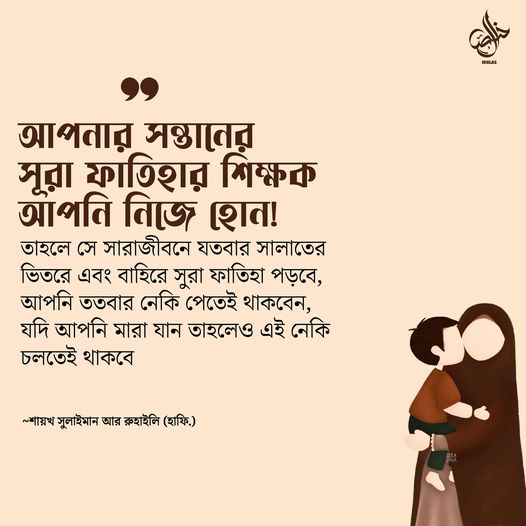 IKHLAS
আপনার সন্তানের
সূরা ফাতিহার শিক্ষক
আপনি নিজে হোন!
তাহলে সে সারাজীবনে যতবার সালাতের
ভিতরে এবং বাহিরে সুরা ফাতিহা পড়বে,
আপনি ততবার নেকি পেতেই থাকবেন,
যদি আপনি মারা যান তাহলেও এই নেকি
চলতেই থাকবে
~শায়খ সুলাইমান আর রুহাইলি (হাফি.)